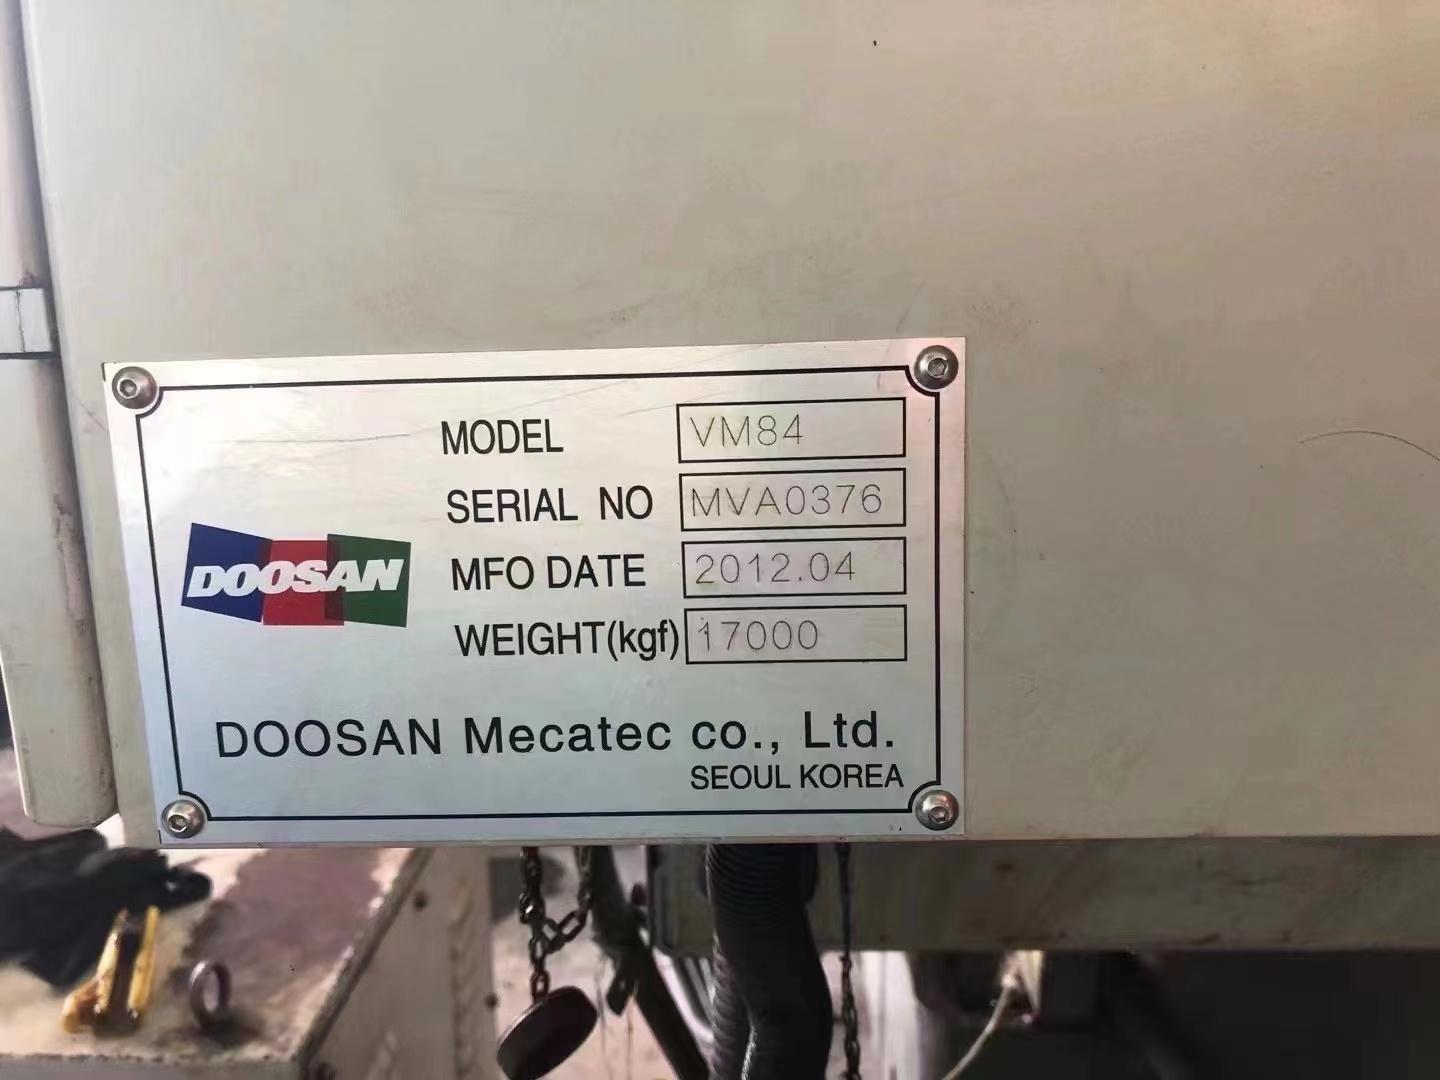 MODEL VM84
SERIAL NO MVA0376
DOOSAN
MFO DATE 2012.04
WEIGHT(kgf) 17000
DOOSAN Mecatec co., Ltd.
SEOUL KOREA